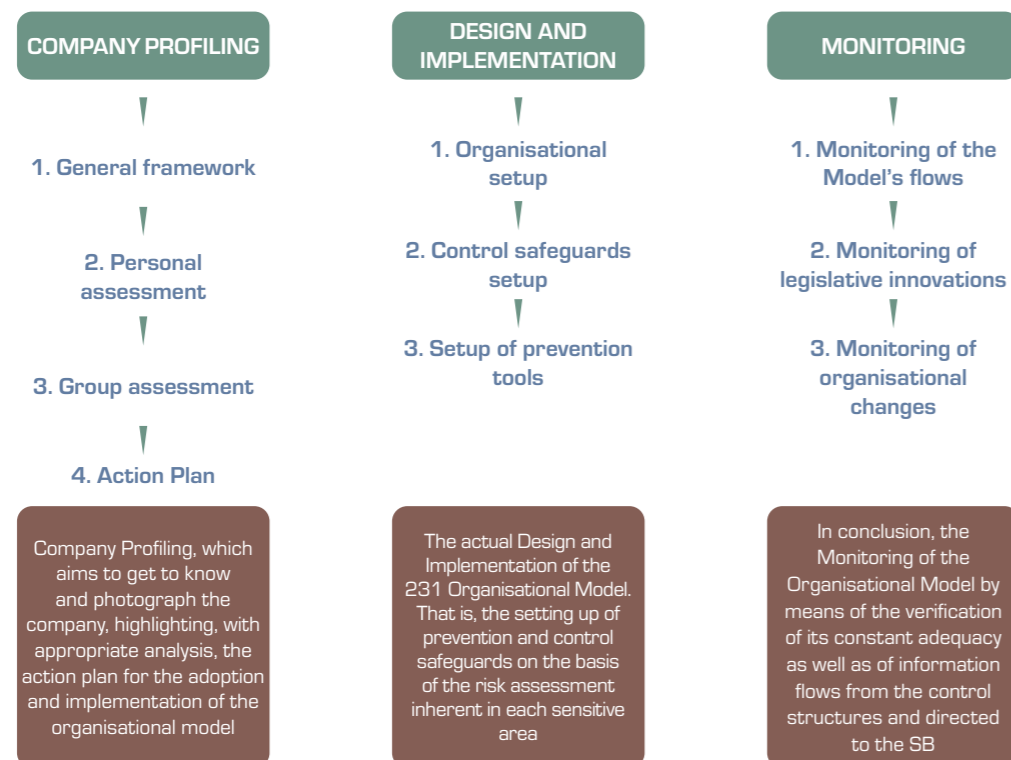 COMPANY PROFILING
1. General framework
2. Personal
assessment
3. Group assessment
4. Action Plan
Company Profiling, which
aims to get to know
and photograph the
company, highlighting, with
appropriate analysis, the
action plan for the adoption
and implementation of the
organisational model
DESIGN AND
IMPLEMENTATION
1. Organisational
setup
2. Control safeguards
setup
3. Setup of prevention
tools
The actual Design and
Implementation of the
231 Organisational Model.
That is, the setting up of
prevention and control
safeguards on the basis
of the risk assessment
inherent in each sensitive
area
MONITORING
1. Monitoring of the
Model's flows
2. Monitoring of
legislative innovations
3. Monitoring of
organisational
changes
In conclusion, the
Monitoring of the
Organisational Model by
means of the verification
of its constant adequacy
as well as of information
flows from the control
structures and directed
to the SB